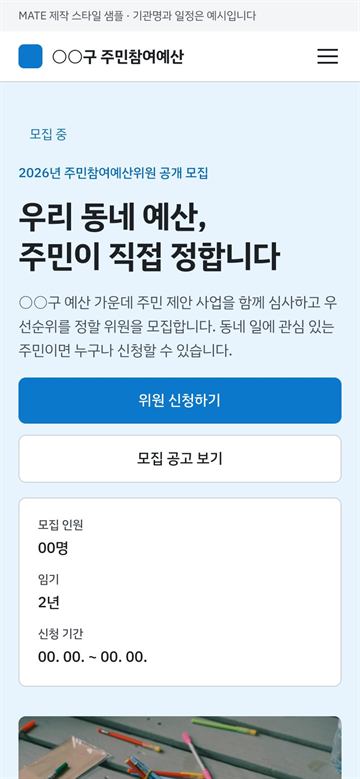 MATE 제작 스타일 샘플 · 기관명과 일정은 예시입니다
○○구 주민참여예산
모집 중
2026년 주민참여예산위원 공개 모집
우리 동네 예산,
주민이 직접 정합니다
○○구 예산 가운데 주민 제안 사업을 함께 심사하고 우
선순위를 정할 위원을 모집합니다. 동네 일에 관심 있는
주민이면 누구나 신청할 수 있습니다.
위원 신청하기
모집 공고 보기
모집 인원
00명
임기
2년
신청 기간
00. 00. ~ 00. 00.